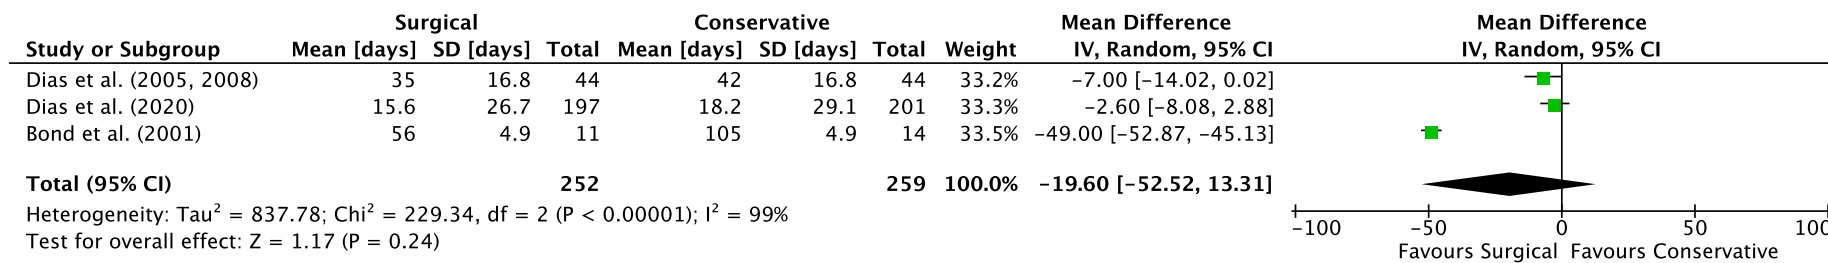 Surgical Conservative Mean Difference Mean Difference
Study or Subgroup Mean [days] SD [days] Total Mean [days] SD [days] Total Weight IV, Random, 95% CI IV, Random, 95% CI
Dias et al. (2005, 2008) 35 16.8 44 42 16.8 44 33.2% −7.00 [−14.02, 0.02]
Dias et al. (2020) 15.6 26.7 197 18.2 29.1 201 33.3% −2.60 [−8.08, 2.88]
Bond et al. (2001) 56 4.9 11 105 4.9 14 33.5% −49.00 [−52.87, −45.13]
Total (95% CI) 252 259 100.0% −19.60 [−52.52, 13.31]
Heterogeneity: Tau² = 837.78; Chi² = 229.34, df = 2 (P < 0.00001); I² = 99%
Test for overall effect: Z = 1.17 (P = 0.24)
−100 −50 0 50 100
Favours Surgical Favours Conservative